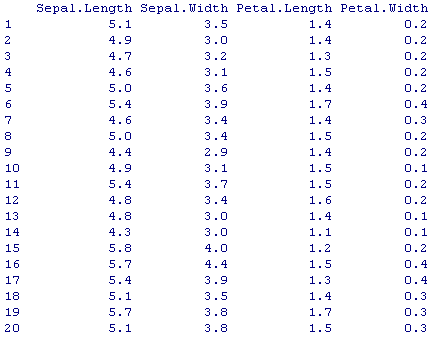 Sepal.Length Sepal.Width Petal.Length Petal.Width
1 5.1 3.5 1.4 0.2
2 4.9 3.0 1.4 0.2
3 4.7 3.2 1.3 0.2
4 4.6 3.1 1.5 0.2
5 5.0 3.6 1.4 0.2
6 5.4 3.9 1.7 0.4
7 4.6 3.4 1.4 0.3
8 5.0 3.4 1.5 0.2
9 4.4 2.9 1.4 0.2
10 4.9 3.1 1.5 0.1
11 5.4 3.7 1.5 0.2
12 4.8 3.4 1.6 0.2
13 4.8 3.0 1.4 0.1
14 4.3 3.0 1.1 0.1
15 5.8 4.0 1.2 0.2
16 5.7 4.4 1.5 0.4
17 5.4 3.9 1.3 0.4
18 5.1 3.5 1.4 0.3
19 5.7 3.8 1.7 0.3
20 5.1 3.8 1.5 0.3